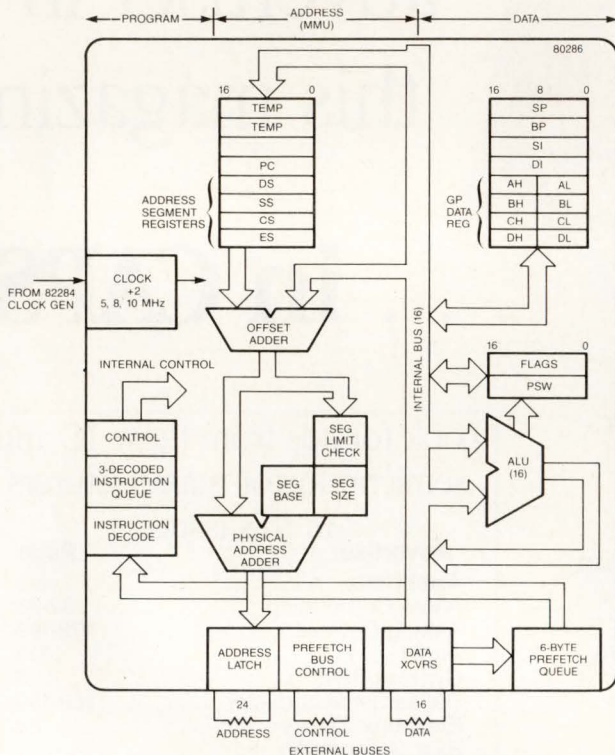 PROGRAM
ADDRESS
(MMU)
DATA
80286
16 0
TEMP
TEMP
PC
DS
SS
CS
ES
ADDRESS
SEGMENT
REGISTERS
16 8 0
SP
BP
SI
DI
AH AL
BH BL
CH CL
DH DL
GP
DATA
REG
FROM 82284
CLOCK GEN
CLOCK
+2
5, 8, 10 MHz
OFFSET
ADDER
INTERNAL BUS (16)
16 0
FLAGS
PSW
ALU
(16)
INTERNAL CONTROL
CONTROL
3-DECODED
INSTRUCTION
QUEUE
INSTRUCTION
DECODE
SEG
LIMIT
CHECK
SEG
BASE
SEG
SIZE
PHYSICAL
ADDRESS
ADDER
ADDRESS
LATCH
PREFETCH
BUS
CONTROL
DATA
XCVRS
6-BYTE
PREFETCH
QUEUE
24
ADDRESS
CONTROL
16
DATA
EXTERNAL BUSES